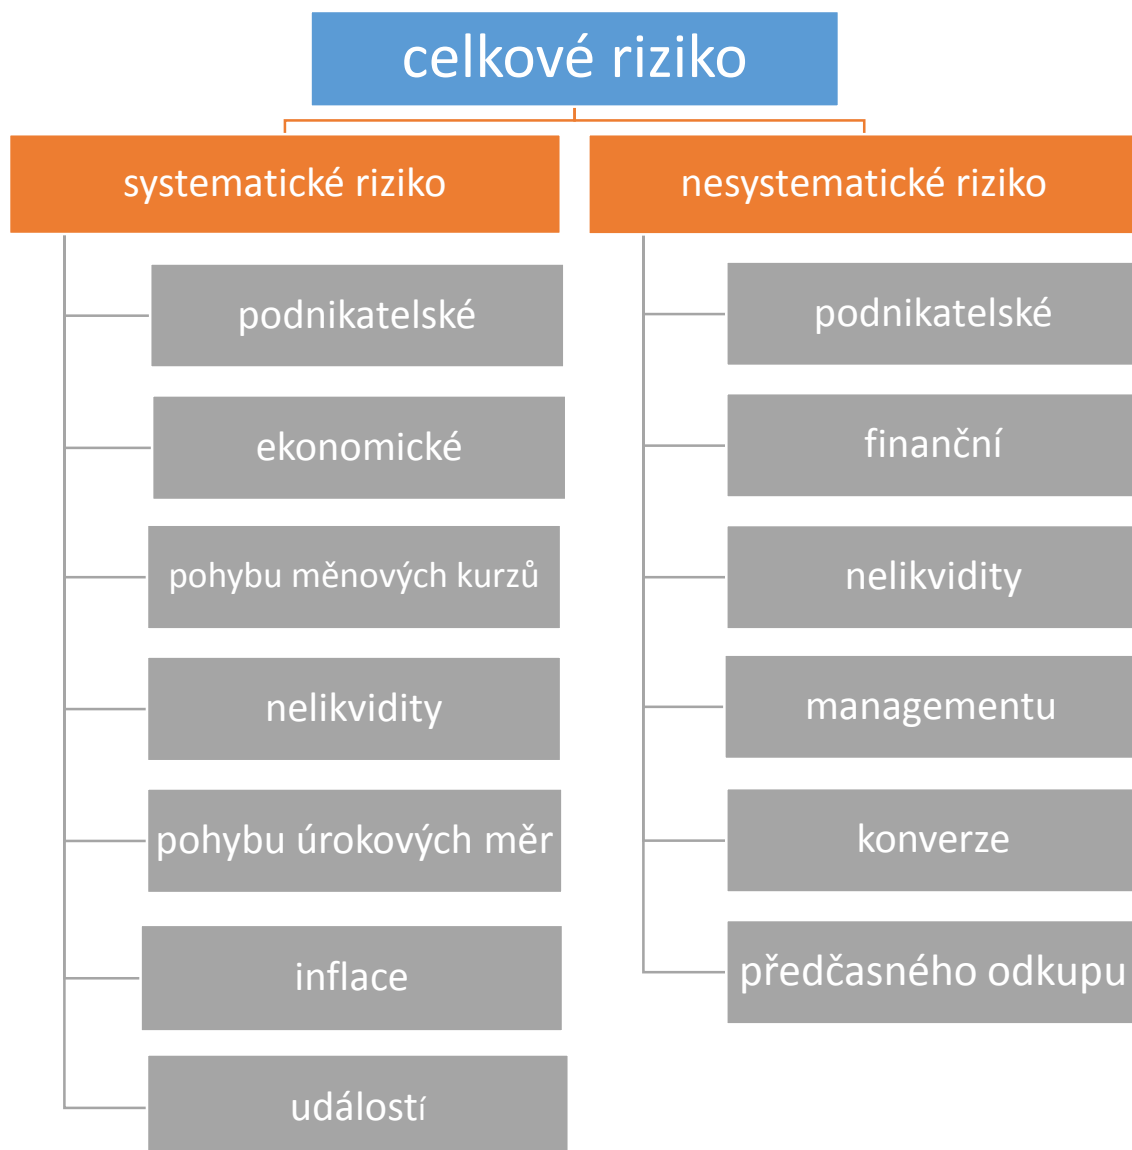 celkové riziko
systematické riziko
podnikatelské
ekonomické
pohybu měnových kurzů
nelikvidity
pohybu úrokových měr
inflace
událostí
nesystematické riziko
podnikatelské
finanční
nelikvidity
managementu
konverze
předčasného odkupu